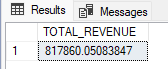 Results Messages
TOTAL_REVENUE
1 817860.05083847